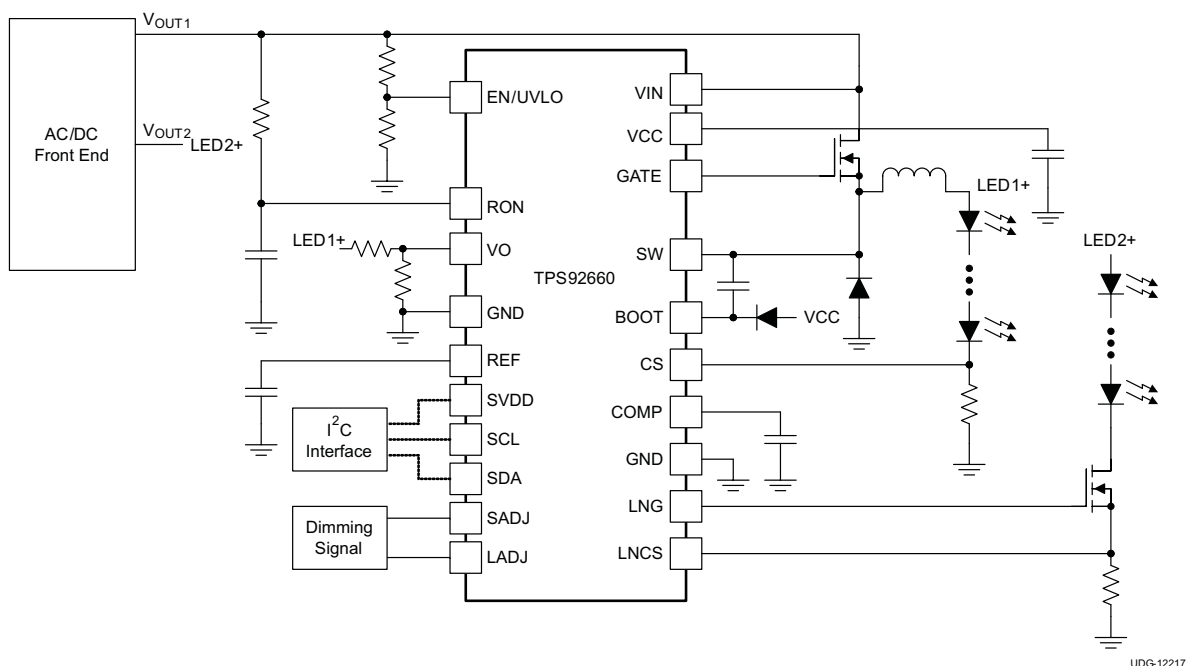 VOUT1
VOUT2
LED2+
AC/DC
Front End
EN/UVLO
RON
LED1+
VO
GND
REF
SVDD
SCL
SDA
SADJ
LADJ
I2C
Interface
Dimming
Signal
TPS92660
VIN
VCC
GATE
SW
BOOT
VCC
CS
COMP
GND
LNG
LNCS
LED1+
LED2+
UDG-12217